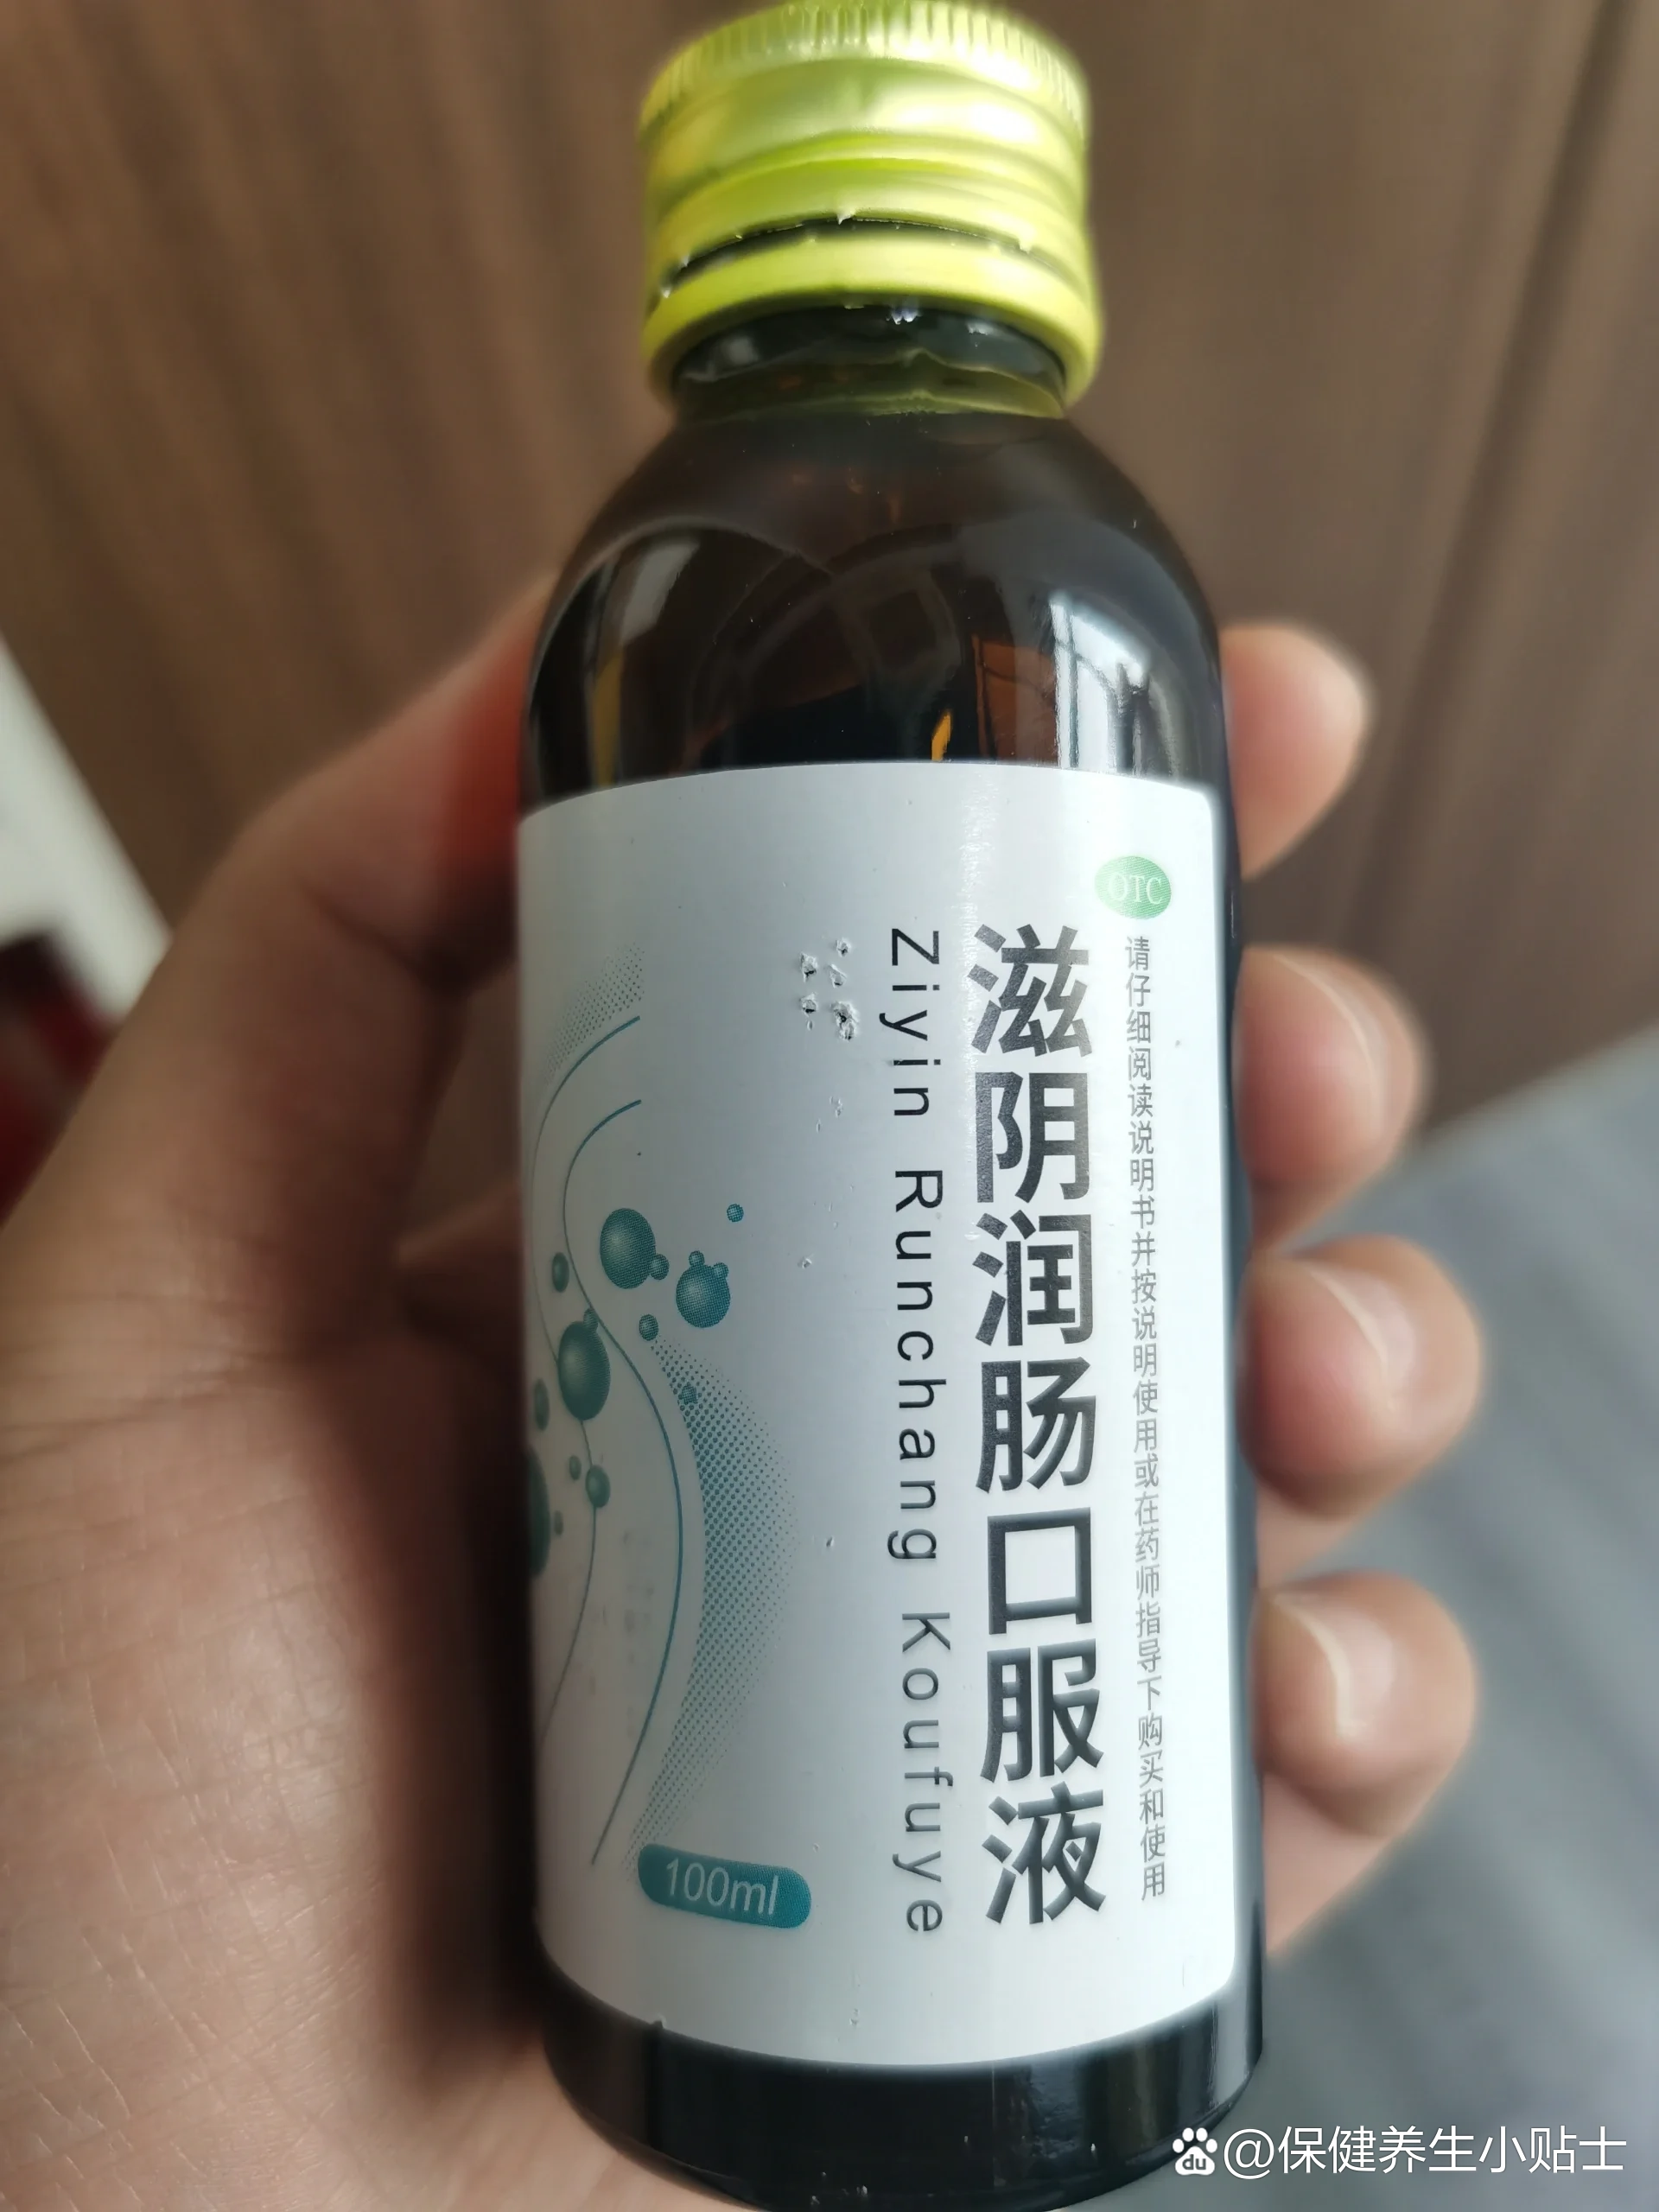 OTC
请仔细阅读说明书并按说明使用或在药师指导下购买和使用
滋阴润肠口服液
Ziyin Runchang Koufuye
100ml
du @保健养生小贴士